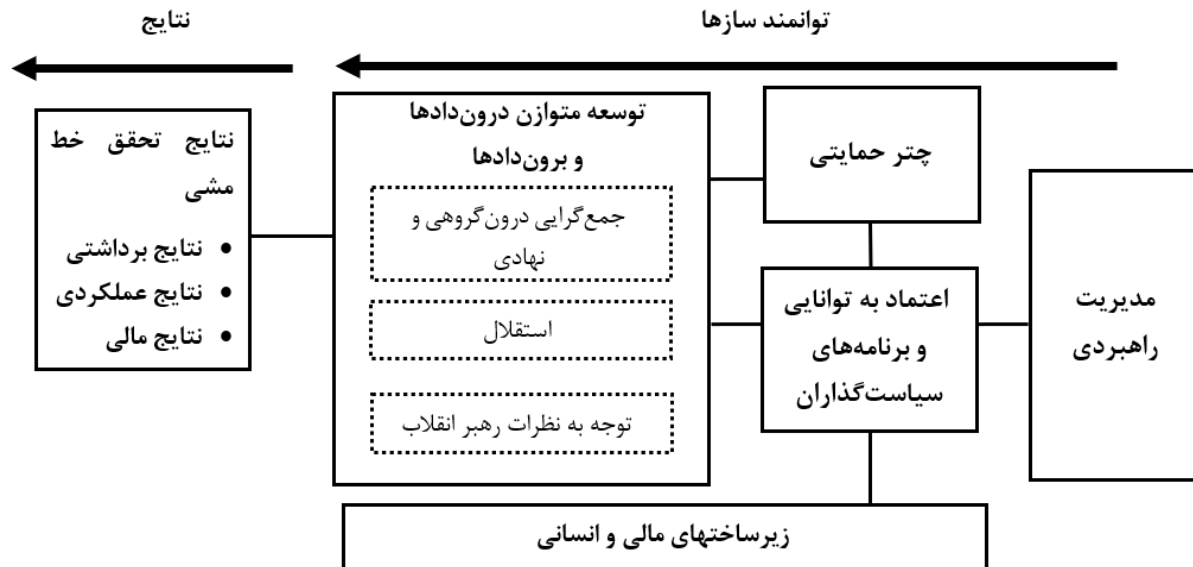 توانمند سازها
نتایج
مدیریت
راهبردی
چتر حمایتی
اعتماد به توانایی
و برنامه‌های
سیاست‌گذاران
توسعه متوازن درون‌دادها
و برون‌دادها
جمع‌گرایی درون‌گروهی و
نهادی
استقلال
توجه به نظرات رهبر انقلاب
زیرساختهای مالی و انسانی
نتایج تحقق خط
مشی
• نتایج برداشتی
• نتایج عملکردی
• نتایج مالی